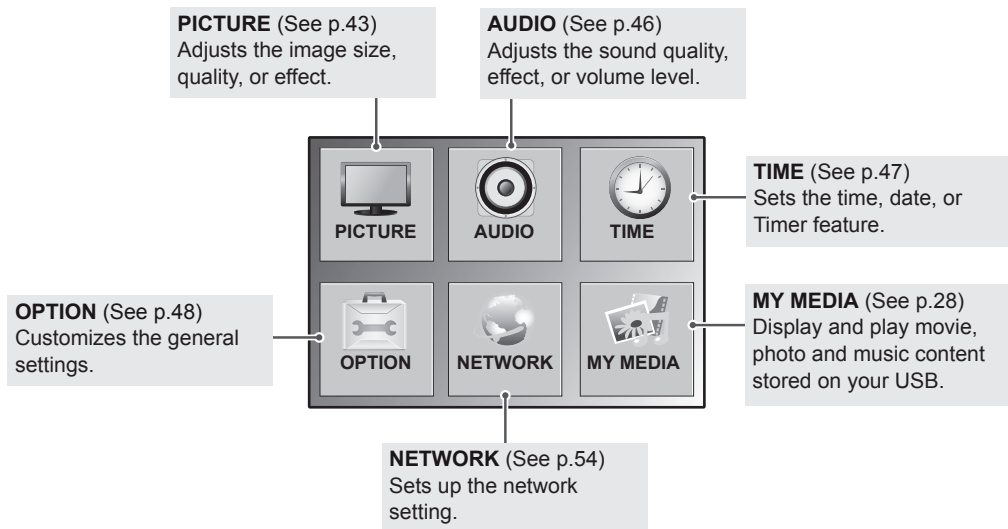 PICTURE (See p.43)
Adjusts the image size,
quality, or effect.
AUDIO (See p.46)
Adjusts the sound quality,
effect, or volume level.
PICTURE
AUDIO
TIME
TIME (See p.47)
Sets the time, date, or
Timer feature.
OPTION (See p.48)
Customizes the general
settings.
OPTION
NETWORK
MY MEDIA
MY MEDIA (See p.28)
Display and play movie,
photo and music content
stored on your USB.
NETWORK (See p.54)
Sets up the network
setting.